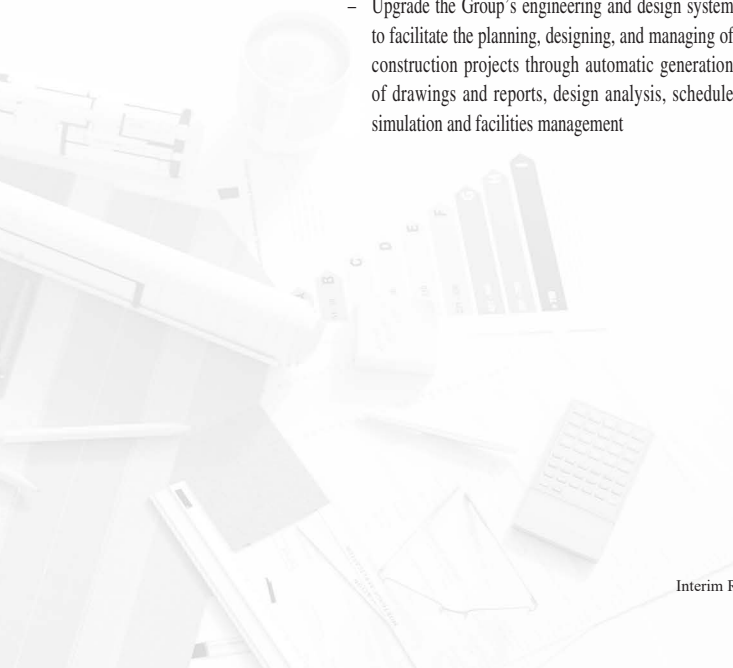 – Upgrade the Group's engineering and design system
to facilitate the planning, designing, and managing of
construction projects through automatic generation
of drawings and reports, design analysis, schedule
simulation and facilities management
A
B
C
D
E
F
G
Interim R